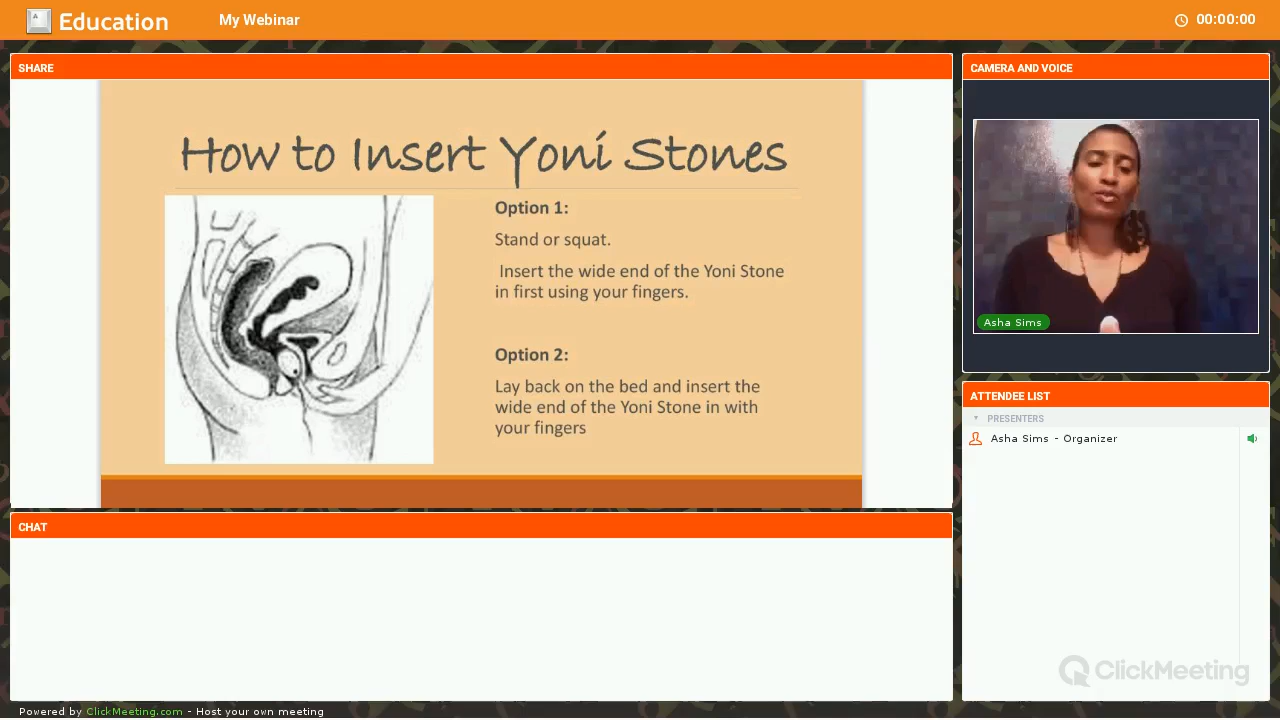 Education
My Webinar
00:00:00
SHARE
How to Insert Yoni Stones
Option 1:
Stand or squat.
Insert the wide end of the Yoni Stone
in first using your fingers.
Option 2:
Lay back on the bed and insert the
wide end of the Yoni Stone in with
your fingers
CAMERA AND VOICE
Asha Sims
ATTENDEE LIST
PRESENTERS
Asha Sims - Organizer
CHAT
ClickMeeting
Powered by ClickMeeting.com - Host your own meeting